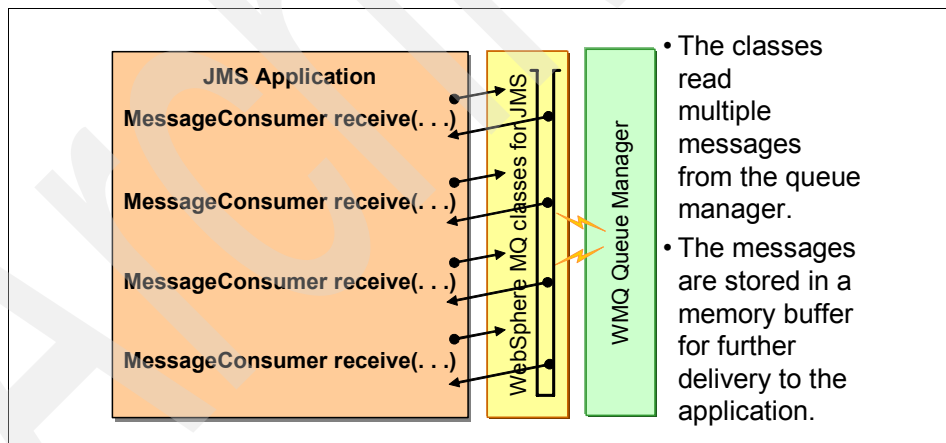 JMS Application
MessageConsumer receive(. . .)
MessageConsumer receive(. . .)
MessageConsumer receive(. . .)
MessageConsumer receive(. . .)
WebSphere MQ classes for JMS
WMQ Queue Manager
• The classes
read
multiple
messages
from the queue
manager.
• The messages
are stored in a
memory buffer
for further
delivery to the
application.